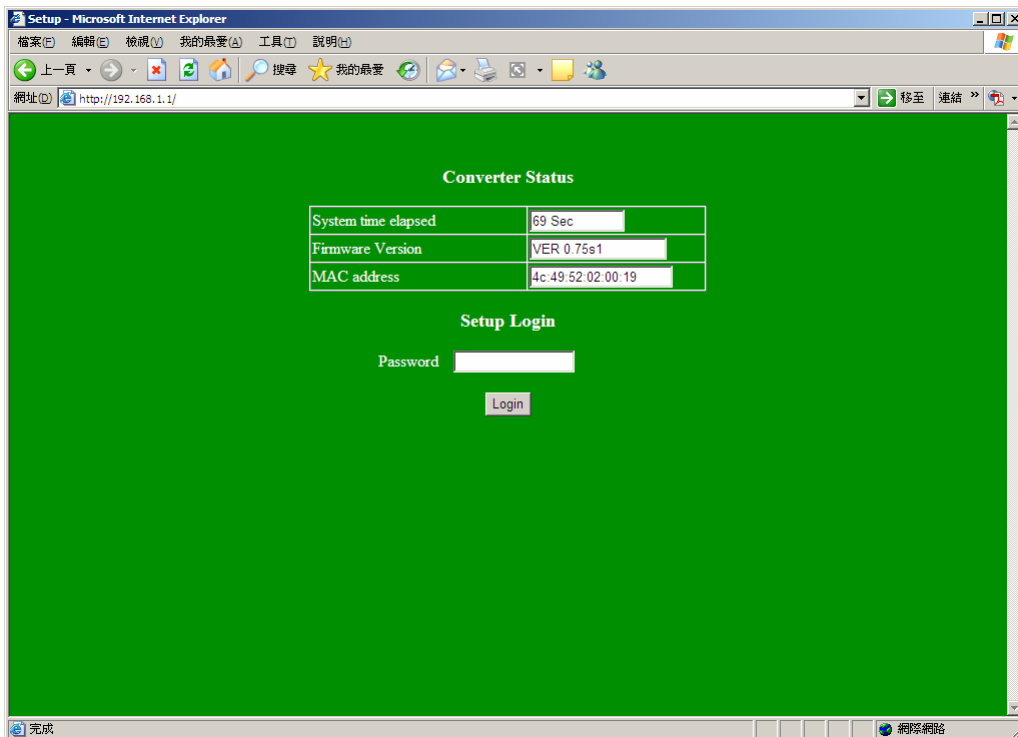 Setup - Microsoft Internet Explorer
檔案(F) 編輯(E) 檢視(V) 我的最愛(A) 工具(T) 說明(H)
上一頁 搜尋 我的最愛
網址(D) http://192.168.1.1/ 移至 連結 »
Converter Status
System time elapsed 69 Sec
Firmware Version VER 0.75s1
MAC address 4c:49:52:02:00:19
Setup Login
Password
Login
完成 網際網路